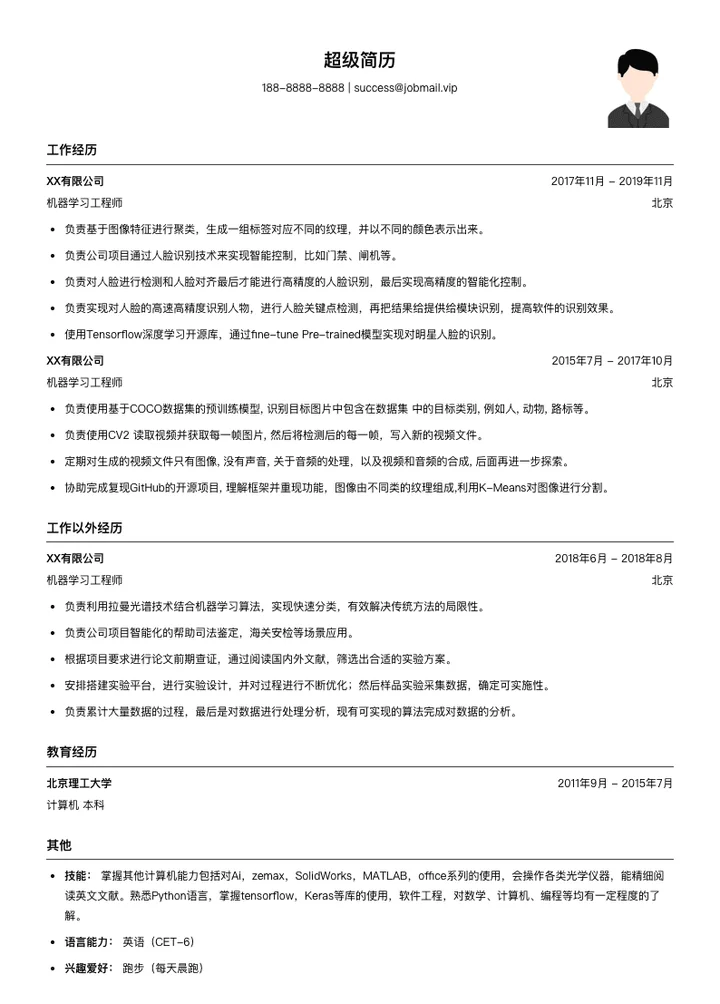 超级简历
188-8888-8888 | success@jobmail.vip
工作经历
XX有限公司 2017年11月 – 2019年11月
机器学习工程师 北京
• 负责基于图像特征进行聚类，生成一组标签对应不同的纹理，并以不同的颜色表示出来。
• 负责公司项目通过人脸识别技术来实现智能控制，比如门禁、闸机等。
• 负责对人脸进行检测和人脸对齐最后才能进行高精度的人脸识别，最后实现高精度的智能化控制。
• 负责实现对人脸的高速高精度识别人物，进行人脸关键点检测，再把结果给提供给模块识别，提高软件的识别效果。
• 使用Tensorflow深度学习开源库，通过fine-tune Pre-trained模型实现对明星人脸的识别。
XX有限公司 2015年7月 – 2017年10月
机器学习工程师 北京
• 负责使用基于COCO数据集的预训练模型, 识别目标图片中包含在数据集 中的目标类别, 例如人, 动物, 路标等。
• 负责使用CV2 读取视频并获取每一帧图片, 然后将检测后的每一帧，写入新的视频文件。
• 定期对生成的视频文件只有图像, 没有声音, 关于音频的处理，以及视频和音频的合成, 后面再进一步探索。
• 协助完成复现GitHub的开源项目, 理解框架并重现功能，图像由不同类的纹理组成,利用K-Means对图像进行分割。
工作以外经历
XX有限公司 2018年6月 – 2018年8月
机器学习工程师 北京
• 负责利用拉曼光谱技术结合机器学习算法，实现快速分类，有效解决传统方法的局限性。
• 负责公司项目智能化的帮助司法鉴定，海关安检等场景应用。
• 根据项目要求进行论文前期查证，通过阅读国内外文献，筛选出合适的实验方案。
• 安排搭建实验平台，进行实验设计，并对过程进行不断优化；然后样品实验采集数据，确定可实施性。
• 负责累计大量数据的过程，最后是对数据进行处理分析，现有可实现的算法完成对数据的分析。
教育经历
北京理工大学 2011年9月 – 2015年7月
计算机 本科
其他
• 技能： 掌握其他计算机能力包括对Ai，zemax，SolidWorks，MATLAB，office系列的使用，会操作各类光学仪器，能精细阅
读英文文献。熟悉Python语言，掌握tensorflow，Keras等库的使用，软件工程，对数学、计算机、编程等均有一定程度的了
解。
• 语言能力： 英语（CET-6）
• 兴趣爱好： 跑步（每天晨跑）